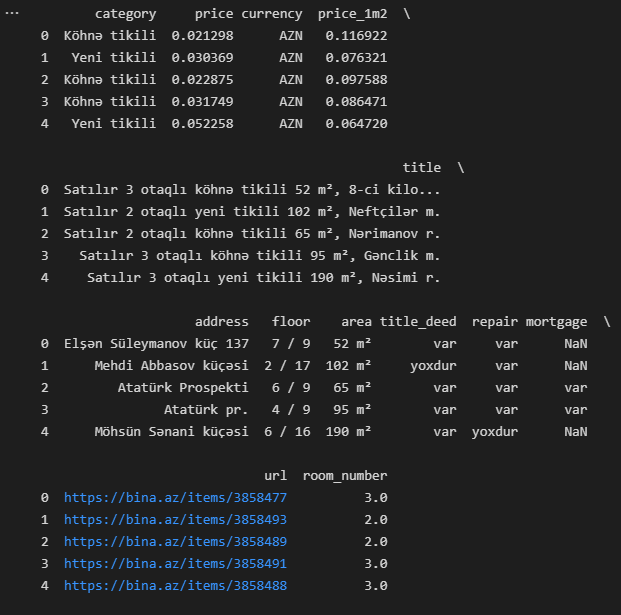 ...
category price currency price_1m2 \
0 Köhnə tikili 0.021298 AZN 0.116922
1 Yeni tikili 0.030369 AZN 0.076321
2 Köhnə tikili 0.022875 AZN 0.097588
3 Köhnə tikili 0.031749 AZN 0.086471
4 Yeni tikili 0.052258 AZN 0.064720
title \
0 Satılır 3 otaqlı köhnə tikili 52 m², 8-ci kilo...
1 Satılır 2 otaqlı yeni tikili 102 m², Neftçilər m.
2 Satılır 2 otaqlı köhnə tikili 65 m², Nərimanov r.
3 Satılır 3 otaqlı köhnə tikili 95 m², Gənclik m.
4 Satılır 3 otaqlı yeni tikili 190 m², Nəsimi r.
address floor area title_deed repair mortgage \
0 Elşən Süleymanov küç 137 7 / 9 52 m² var var NaN
1 Mehdi Abbasov küçəsi 2 / 17 102 m² yoxdur var NaN
2 Atatürk Prospekti 6 / 9 65 m² var var var
3 Atatürk pr. 4 / 9 95 m² var var var
4 Möhsün Sənani küçəsi 6 / 16 190 m² var yoxdur NaN
url room_number
0 https://bina.az/items/3858477 3.0
1 https://bina.az/items/3858493 2.0
2 https://bina.az/items/3858489 2.0
3 https://bina.az/items/3858491 3.0
4 https://bina.az/items/3858488 3.0